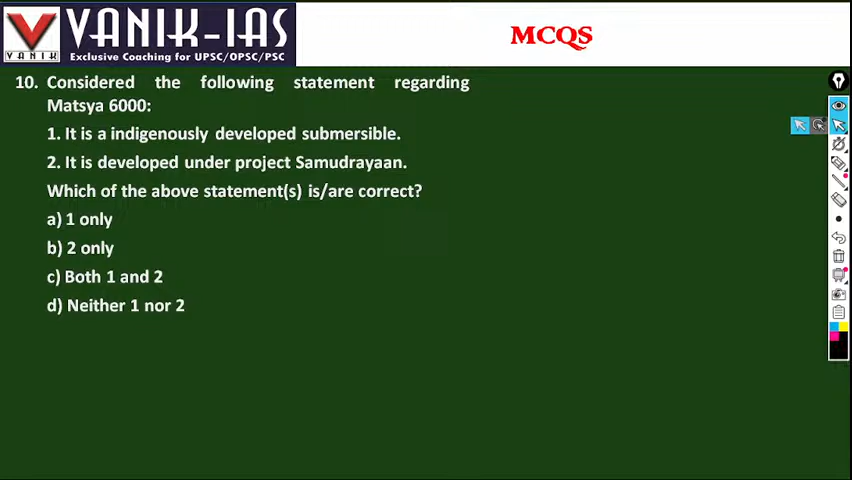 VANIK-IAS
VANIK
Exclusive Coaching for UPSC/OPSC/PSC
MCQS
10. Considered the following statement regarding
Matsya 6000:
1. It is a indigenously developed submersible.
2. It is developed under project Samudrayaan.
Which of the above statement(s) is/are correct?
a) 1 only
b) 2 only
c) Both 1 and 2
d) Neither 1 nor 2